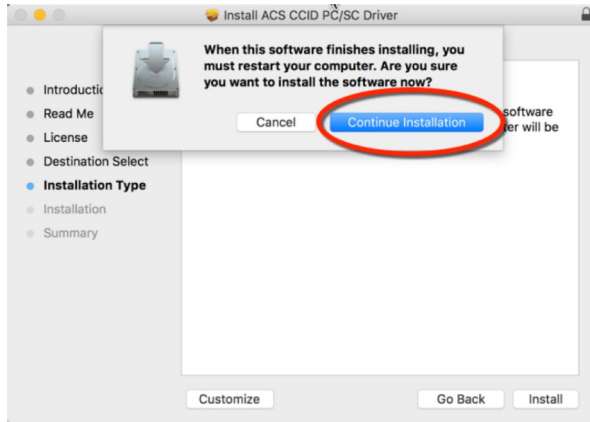 Install ACS CCID PC/SC Driver
When this software finishes installing, you
must restart your computer. Are you sure
you want to install the software now?
Cancel
Continue Installation
Introductio
Read Me
License
Destination Select
Installation Type
Installation
Summary
software
ter will be
Customize
Go Back
Install